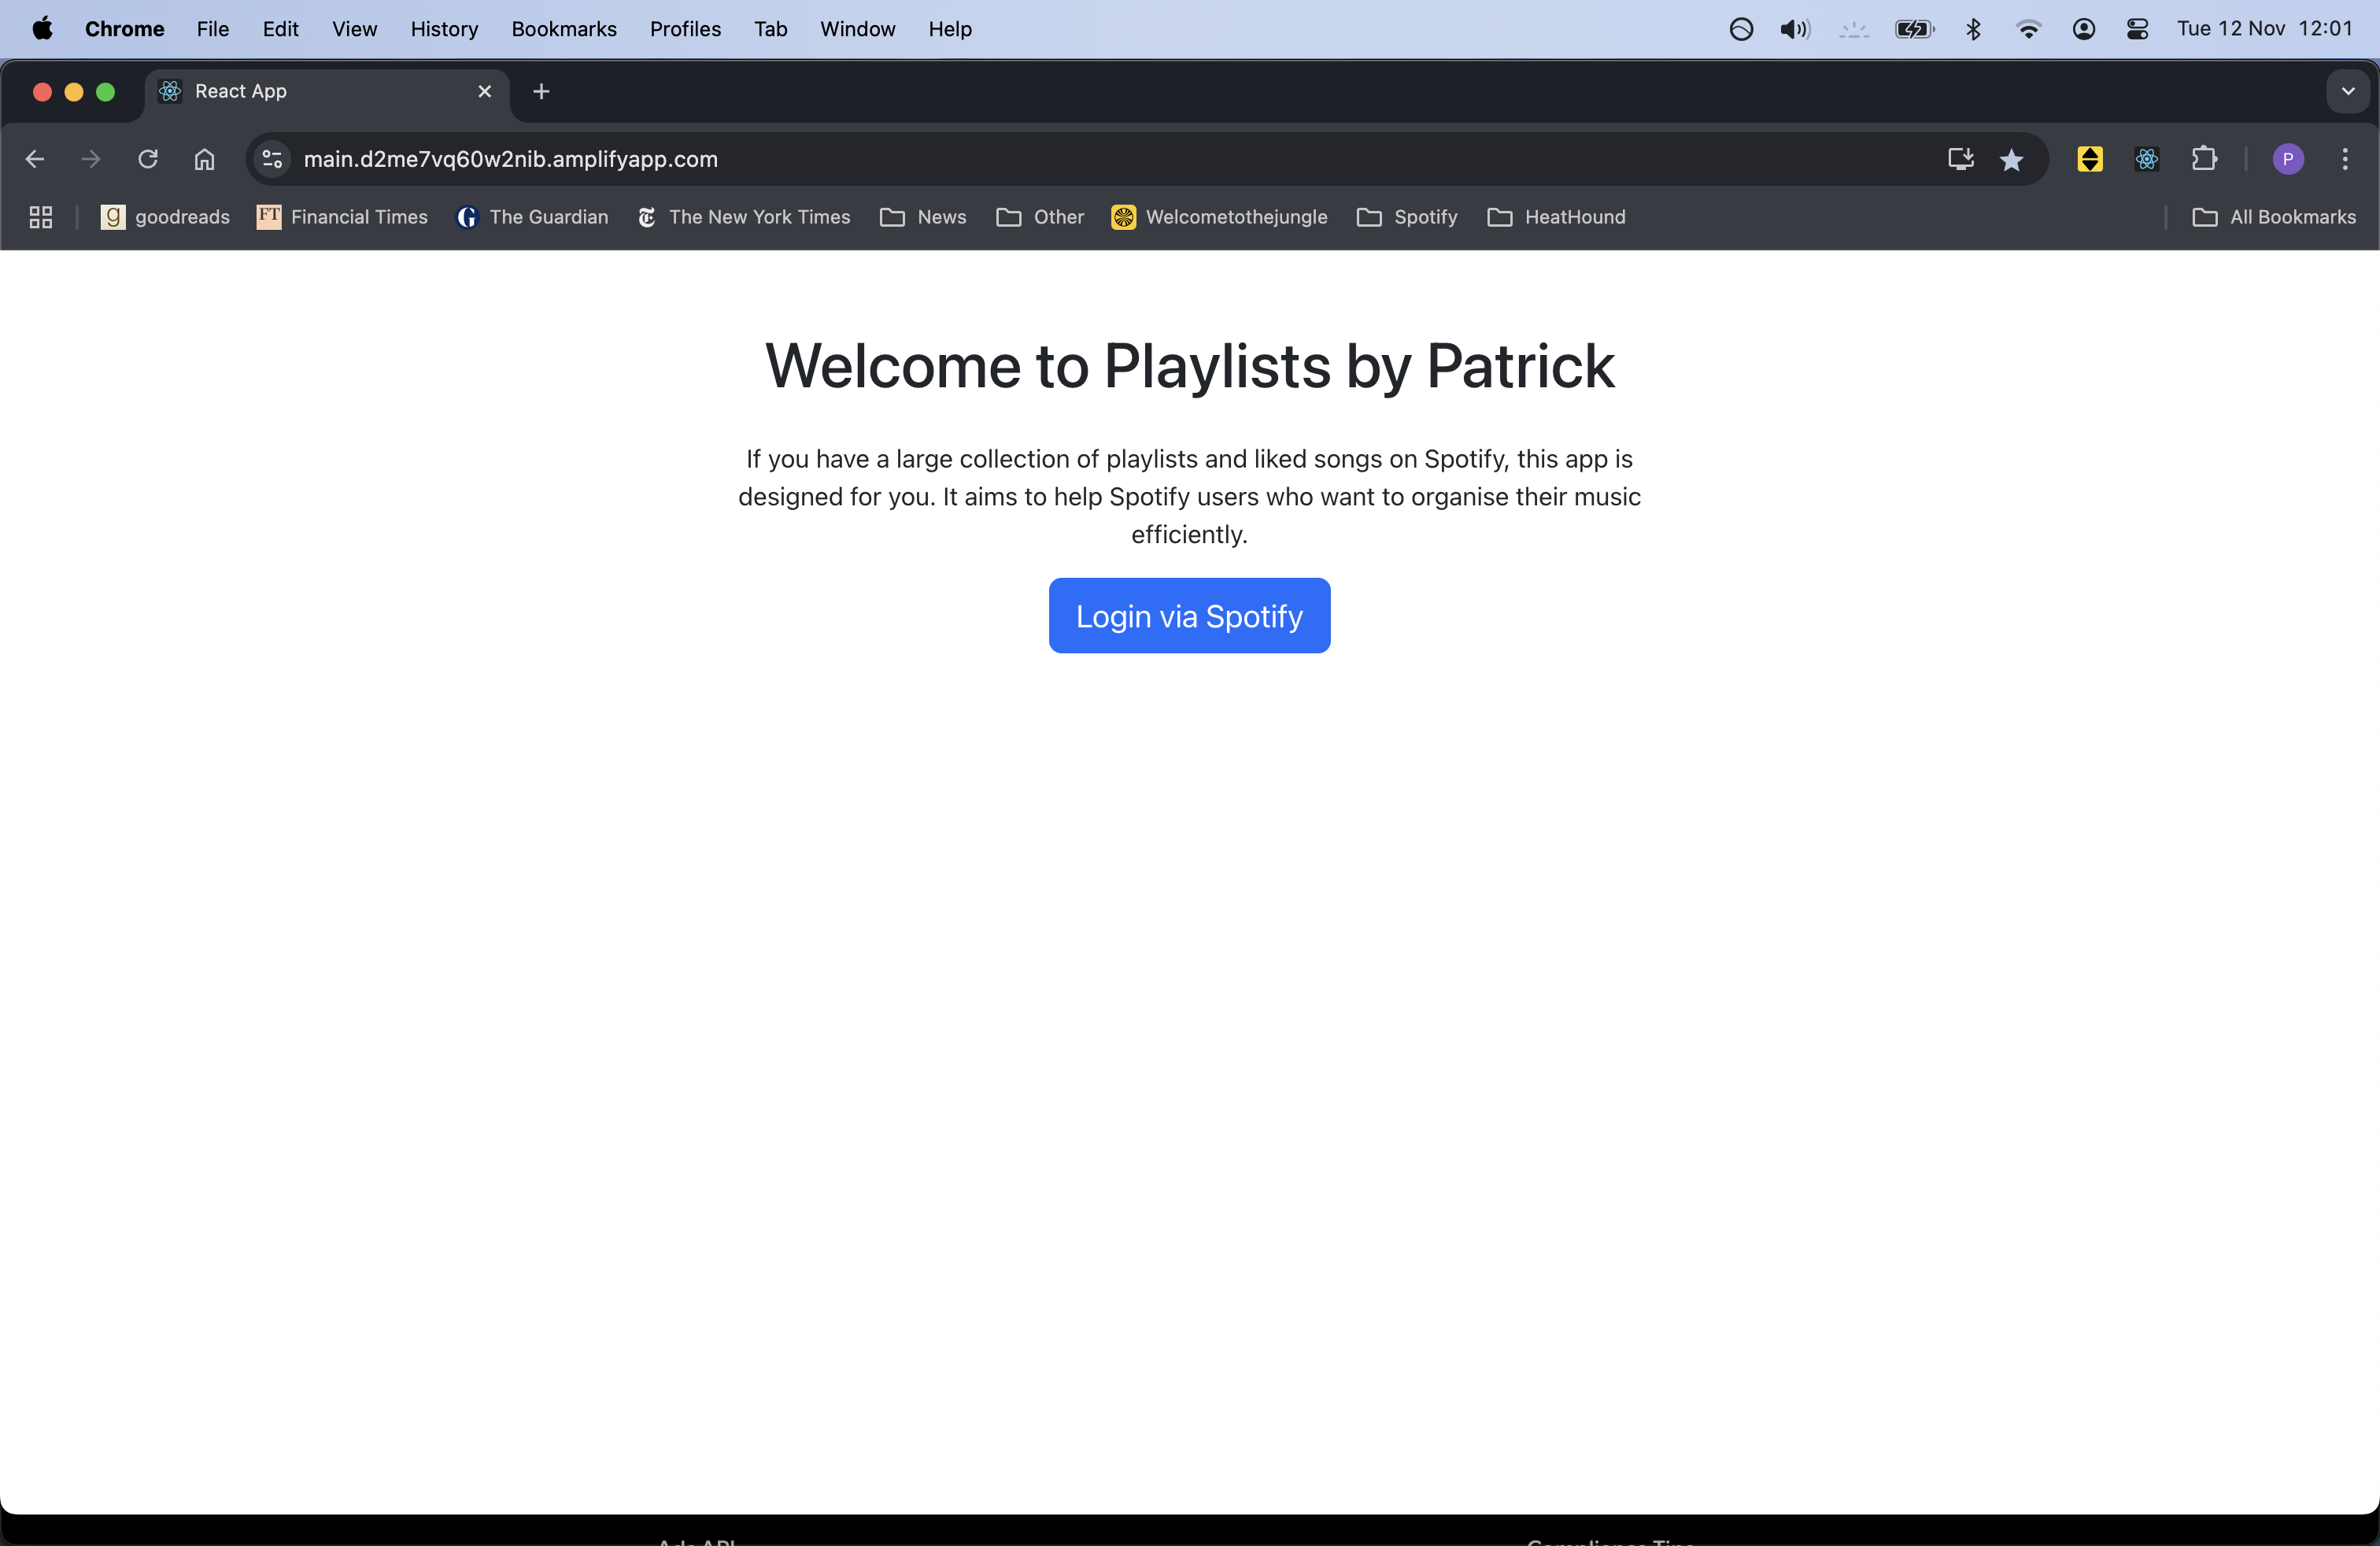 Chrome File Edit View History Bookmarks Profiles Tab Window Help Tue 12 Nov 12:01
React App
main.d2me7vq60w2nib.amplifyapp.com P
g goodreads FT Financial Times G The Guardian The New York Times News Other Welcometothejungle Spotify HeatHound All Bookmarks
Welcome to Playlists by Patrick
If you have a large collection of playlists and liked songs on Spotify, this app is
designed for you. It aims to help Spotify users who want to organise their music
efficiently.
Login via Spotify